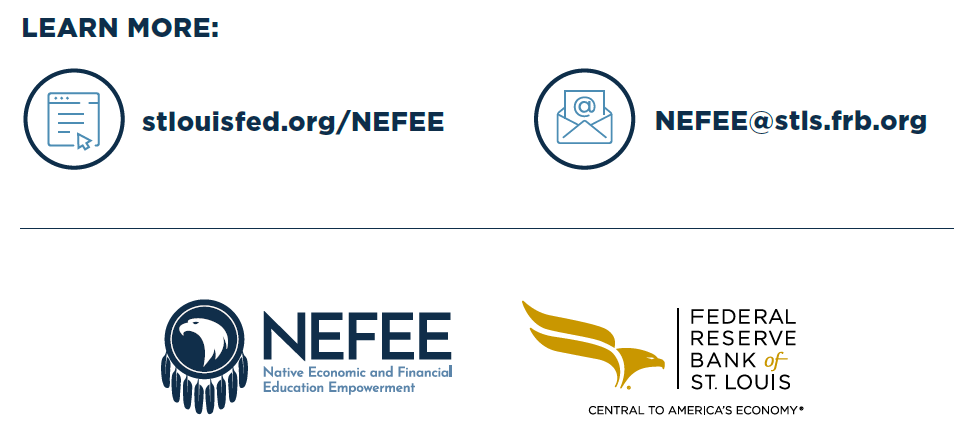 LEARN MORE:
stlouisfed.org/NEFEE
NEFEE@stls.frb.org
NEFEE
Native Economic and Financial
Education Empowerment
FEDERAL
RESERVE
BANK of
ST. LOUIS
CENTRAL TO AMERICA'S ECONOMY®